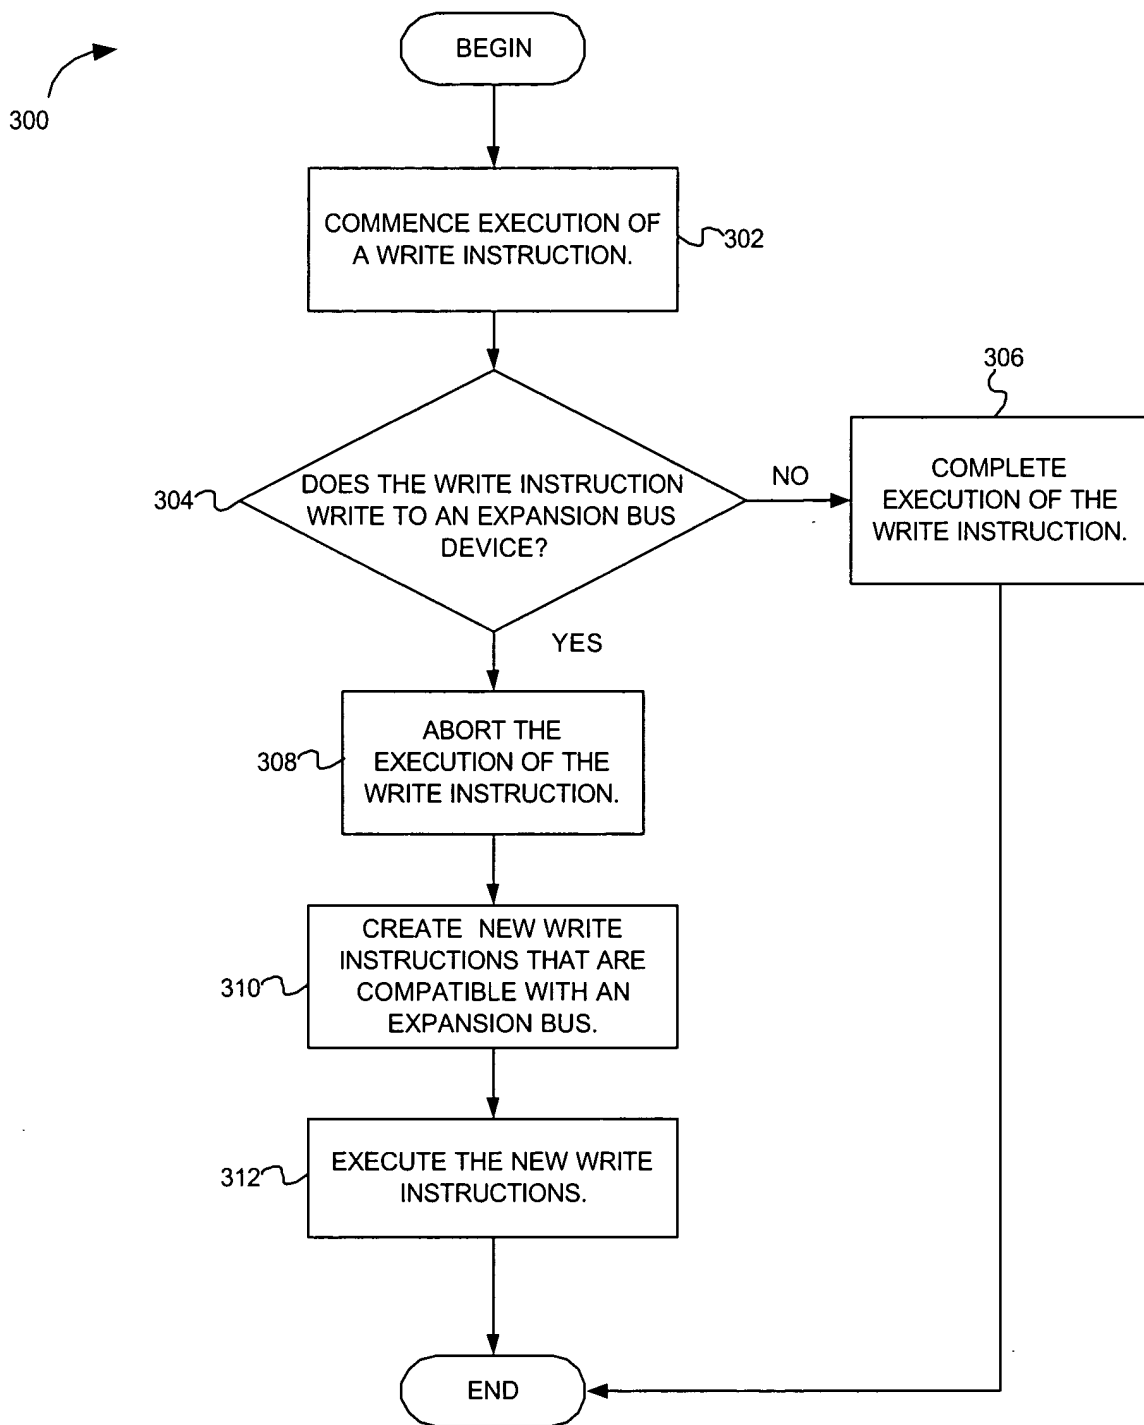 BEGIN
300
COMMENCE EXECUTION OF
A WRITE INSTRUCTION.
302
306
304
DOES THE WRITE INSTRUCTION
WRITE TO AN EXPANSION BUS
DEVICE?
NO
COMPLETE
EXECUTION OF THE
WRITE INSTRUCTION.
YES
308
ABORT THE
EXECUTION OF THE
WRITE INSTRUCTION.
310
CREATE NEW WRITE
INSTRUCTIONS THAT ARE
COMPATIBLE WITH AN
EXPANSION BUS.
312
EXECUTE THE NEW WRITE
INSTRUCTIONS.
END